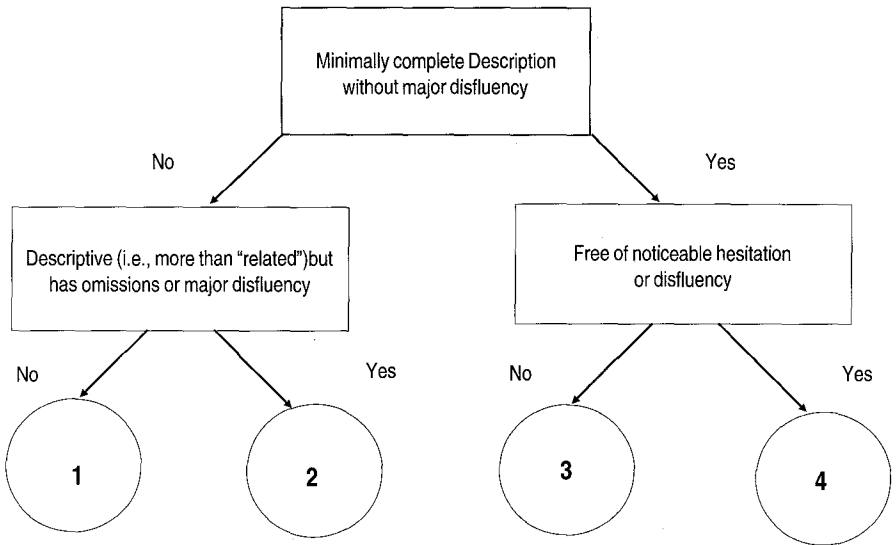 Minimally complete Description
without major disfluency
No
Yes
Descriptive (i.e., more than “related”)but
has omissions or major disfluency
Free of noticeable hesitation
or disfluency
No
Yes
No
Yes
1
2
3
4